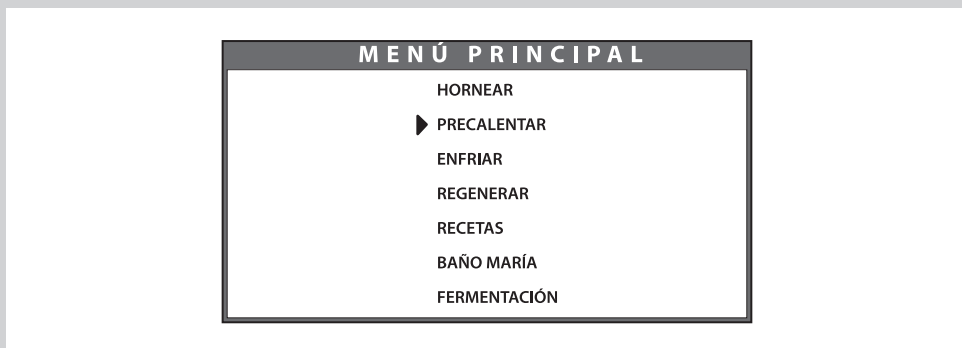 MENÚ PRINCIPAL
HORNEAR
PRECALENTAR
ENFRIAR
REGENERAR
RECETAS
BAÑO MARÍA
FERMENTACIÓN